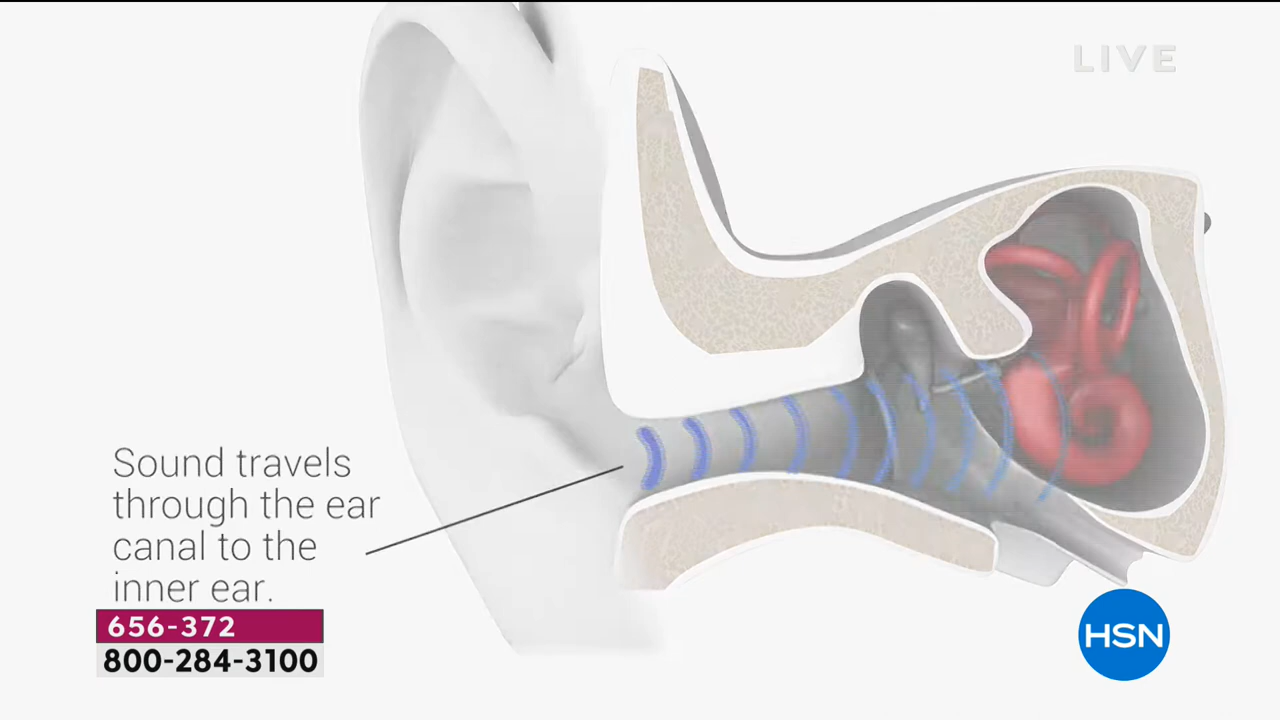 LIVE
Sound travels
through the ear
canal to the
inner ear.
656-372
800-284-3100
HSN